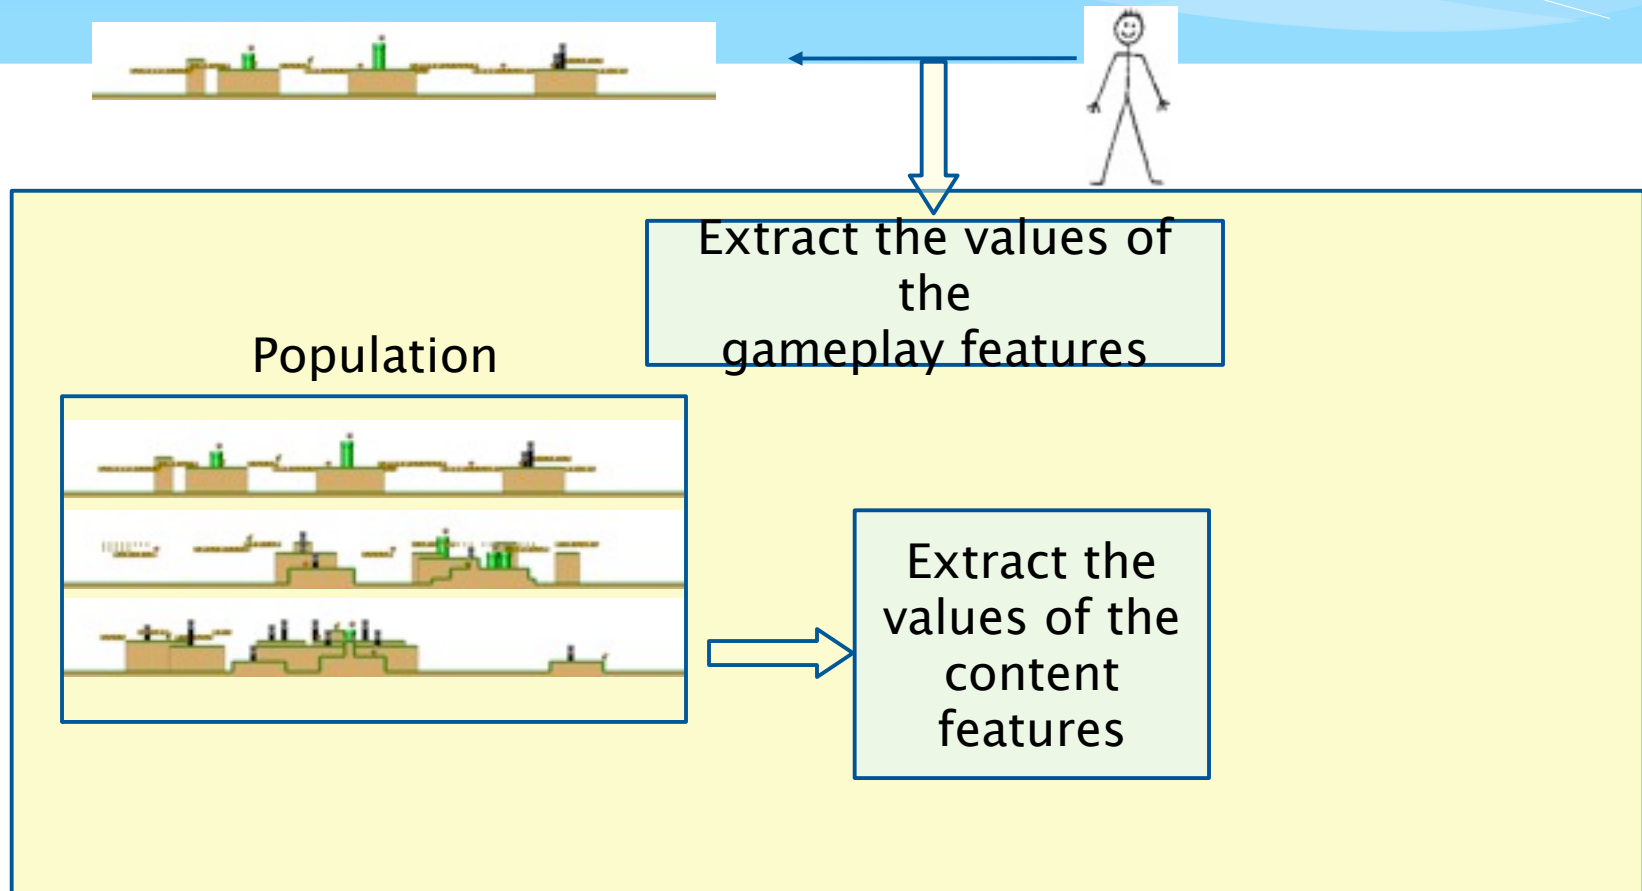 Extract the values of
the
gameplay features
Population
Extract the
values of the
content
features